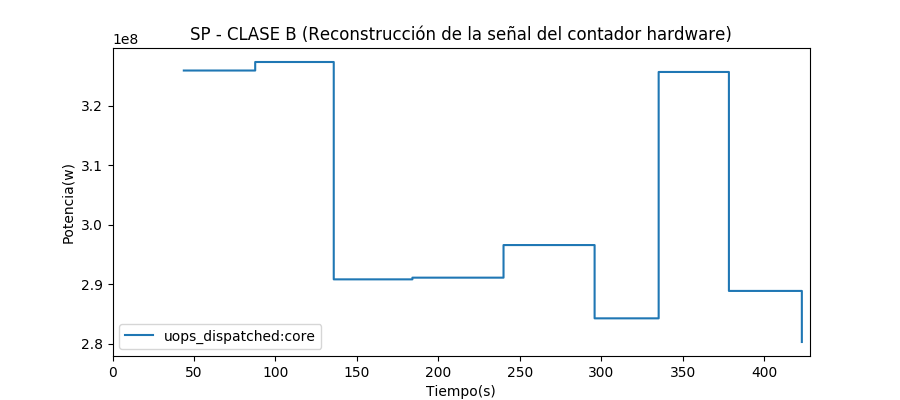 SP - CLASE B (Reconstrucción de la señal del contador hardware)
1e8
3.2
3.1
3.0
2.9
2.8
Potencia(w)
uops_dispatched:core
0 50 100 150 200 250 300 350 400
Tiempo(s)